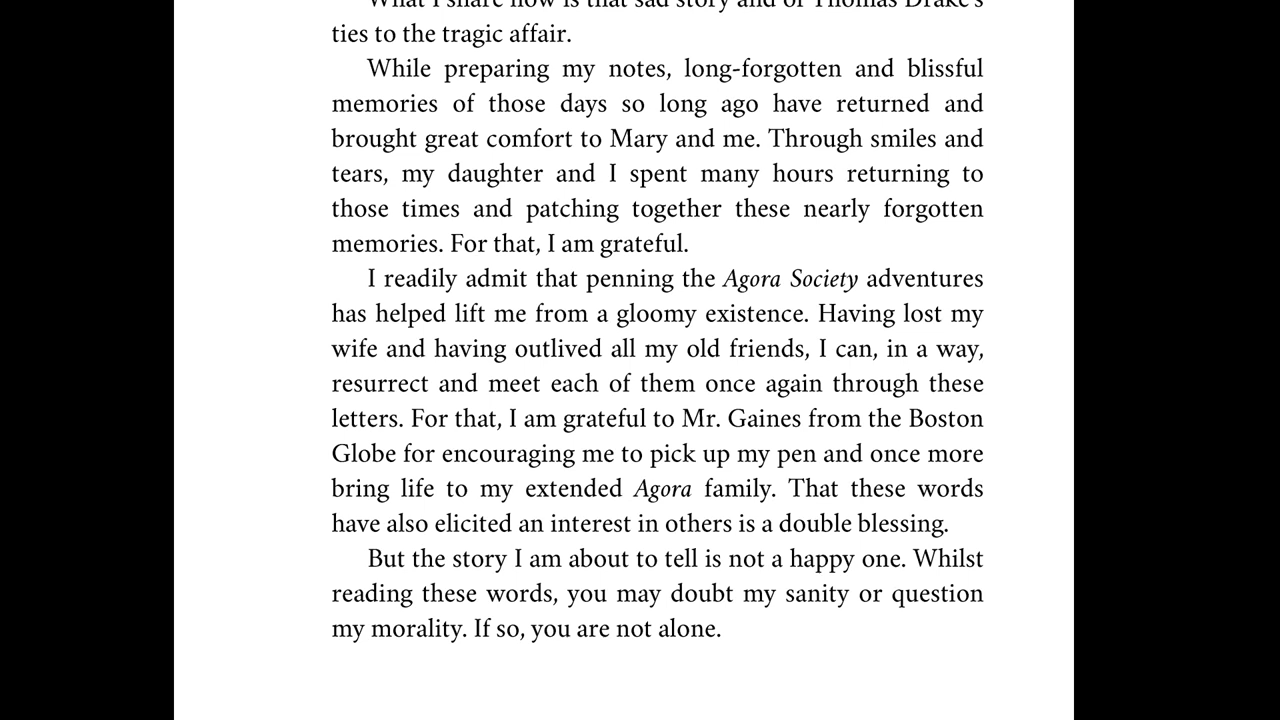 What I share now is that sad story and of Thomas Drake's
ties to the tragic affair.
While preparing my notes, long-forgotten and blissful
memories of those days so long ago have returned and
brought great comfort to Mary and me. Through smiles and
tears, my daughter and I spent many hours returning to
those times and patching together these nearly forgotten
memories. For that, I am grateful.
I readily admit that penning the Agora Society adventures
has helped lift me from a gloomy existence. Having lost my
wife and having outlived all my old friends, I can, in a way,
resurrect and meet each of them once again through these
letters. For that, I am grateful to Mr. Gaines from the Boston
Globe for encouraging me to pick up my pen and once more
bring life to my extended Agora family. That these words
have also elicited an interest in others is a double blessing.
But the story I am about to tell is not a happy one. Whilst
reading these words, you may doubt my sanity or question
my morality. If so, you are not alone.